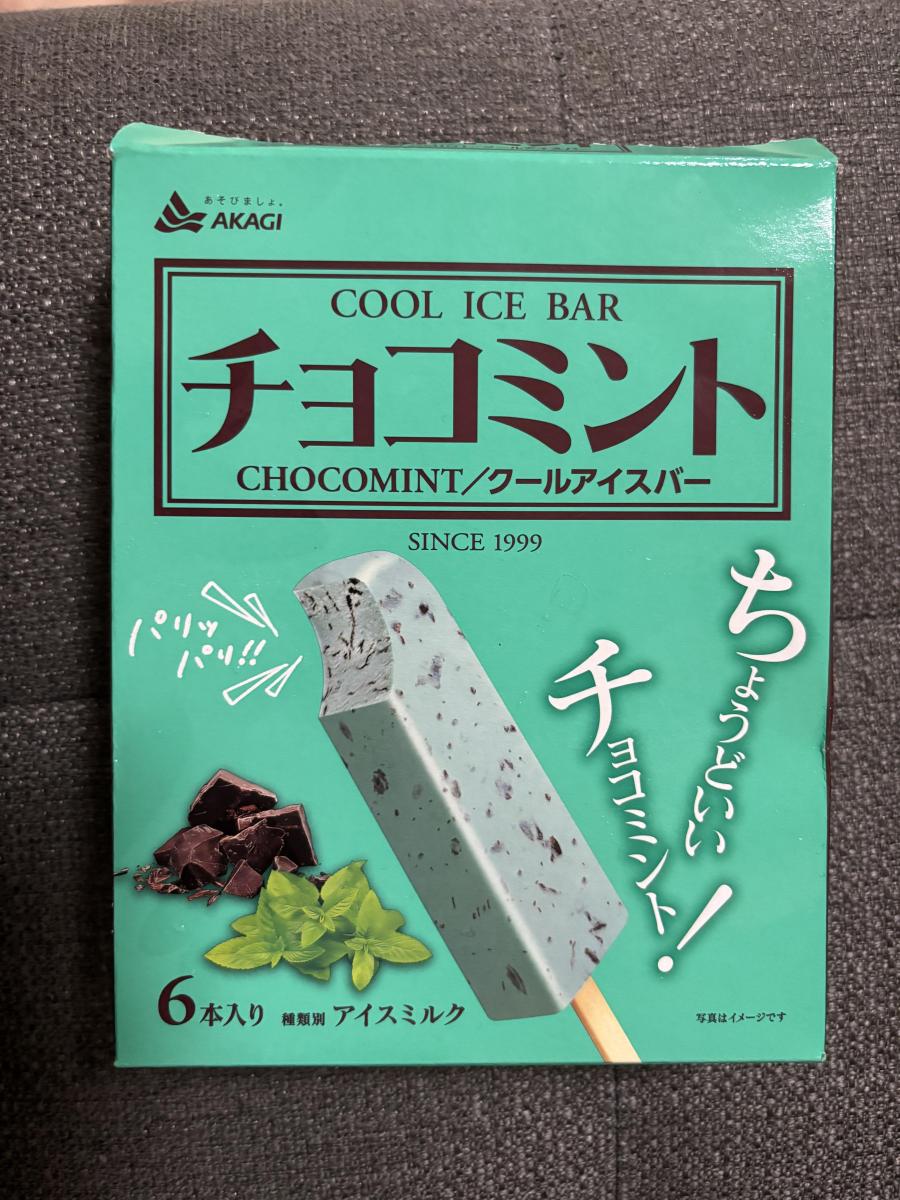 あそびましょ。
AKAGI
COOL ICE BAR
チョコミント
CHOCOMINT/クールアイスバー
SINCE 1999
パリッ
パリ!!
ちょうどいい
チョコミント!
6本入り 種類別 アイスミルク
写真はイメージです